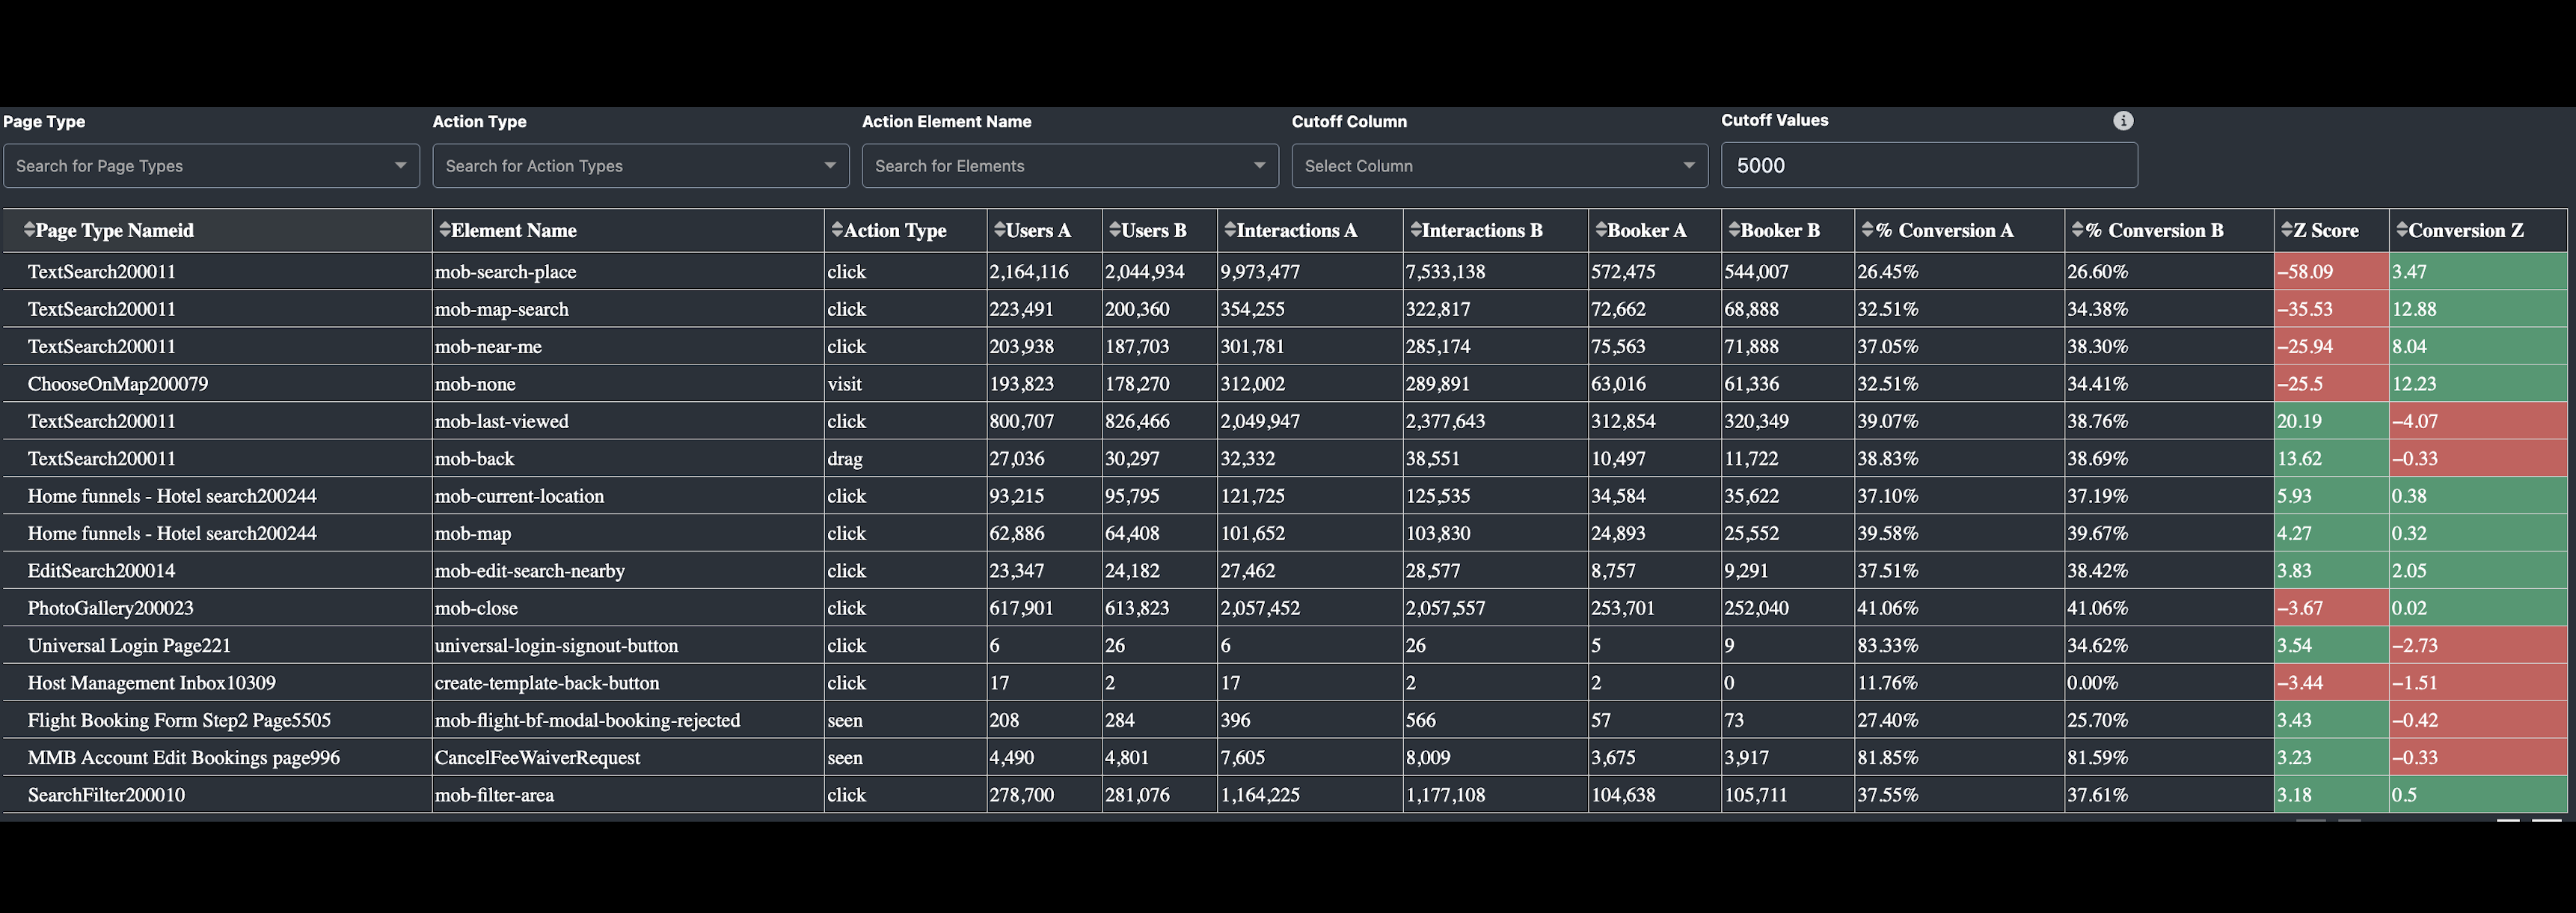 Page Type Action Type Action Element Name Cutoff Column Cutoff Values i
Search for Page Types Search for Action Types Search for Elements Select Column 5000
Page Type Nameid Element Name Action Type Users A Users B Interactions A Interactions B Booker A Booker B % Conversion A % Conversion B Z Score Conversion Z
TextSearch200011 mob-search-place click 2,164,116 2,044,934 9,973,477 7,533,138 572,475 544,007 26.45% 26.60% −58.09 3.47
TextSearch200011 mob-map-search click 223,491 200,360 354,255 322,817 72,662 68,888 32.51% 34.38% −35.53 12.88
TextSearch200011 mob-near-me click 203,938 187,703 301,781 285,174 75,563 71,888 37.05% 38.30% −25.94 8.04
ChooseOnMap200079 mob-none visit 193,823 178,270 312,002 289,891 63,016 61,336 32.51% 34.41% −25.5 12.23
TextSearch200011 mob-last-viewed click 800,707 826,466 2,049,947 2,377,643 312,854 320,349 39.07% 38.76% 20.19 −4.07
TextSearch200011 mob-back drag 27,036 30,297 32,332 38,551 10,497 11,722 38.83% 38.69% 13.62 −0.33
Home funnels - Hotel search200244 mob-current-location click 93,215 95,795 121,725 125,535 34,584 35,622 37.10% 37.19% 5.93 0.38
Home funnels - Hotel search200244 mob-map click 62,886 64,408 101,652 103,830 24,893 25,552 39.58% 39.67% 4.27 0.32
EditSearch200014 mob-edit-search-nearby click 23,347 24,182 27,462 28,577 8,757 9,291 37.51% 38.42% 3.83 2.05
PhotoGallery200023 mob-close click 617,901 613,823 2,057,452 2,057,557 253,701 252,040 41.06% 41.06% −3.67 0.02
Universal Login Page221 universal-login-signout-button click 6 26 6 26 5 9 83.33% 34.62% 3.54 −2.73
Host Management Inbox10309 create-template-back-button click 17 2 17 2 2 0 11.76% 0.00% −3.44 −1.51
Flight Booking Form Step2 Page5505 mob-flight-bf-modal-booking-rejected seen 208 284 396 566 57 73 27.40% 25.70% 3.43 −0.42
MMB Account Edit Bookings page996 CancelFeeWaiverRequest seen 4,490 4,801 7,605 8,009 3,675 3,917 81.85% 81.59% 3.23 −0.33
SearchFilter200010 mob-filter-area click 278,700 281,076 1,164,225 1,177,108 104,638 105,711 37.55% 37.61% 3.18 0.5